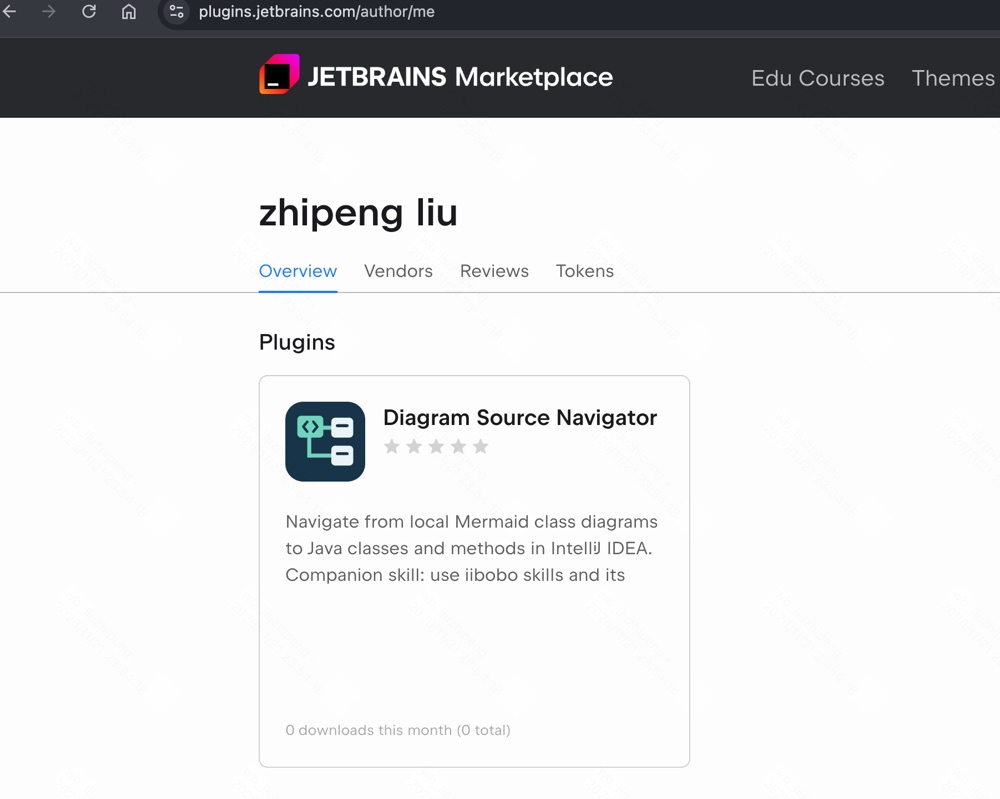 plugins.jetbrains.com/author/me
JETBRAINS Marketplace
Edu Courses
Themes
zhipeng liu
Overview
Vendors
Reviews
Tokens
Plugins
Diagram Source Navigator
Navigate from local Mermaid class diagrams
to Java classes and methods in IntelliJ IDEA.
Companion skill: use iibobo skills and its
0 downloads this month (0 total)